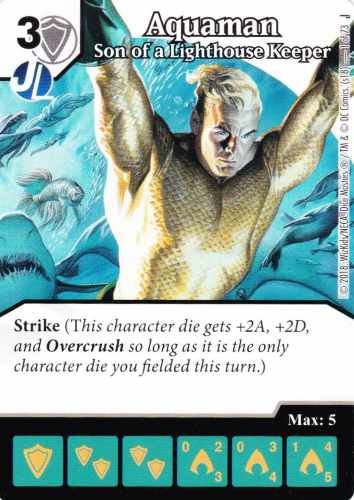 3
Aquaman
Son of a Lighthouse Keeper
Strike (This character die gets +2A, +2D,
and Overcrush so long as it is the only
character die you fielded this turn.)
Max: 5
0 2 3
0 3 4
1 4 5